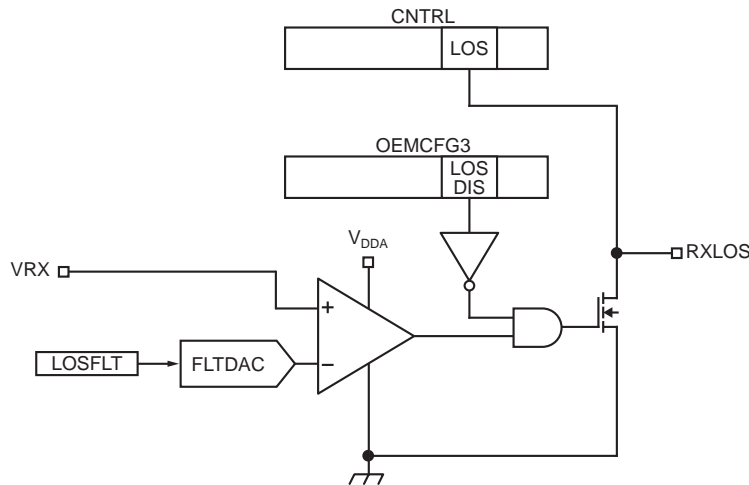 CNTRL
LOS
OEMCFG3
LOS
DIS
VDDA
VRX
RXLOS
+
−
LOSFLT
FLTDAC